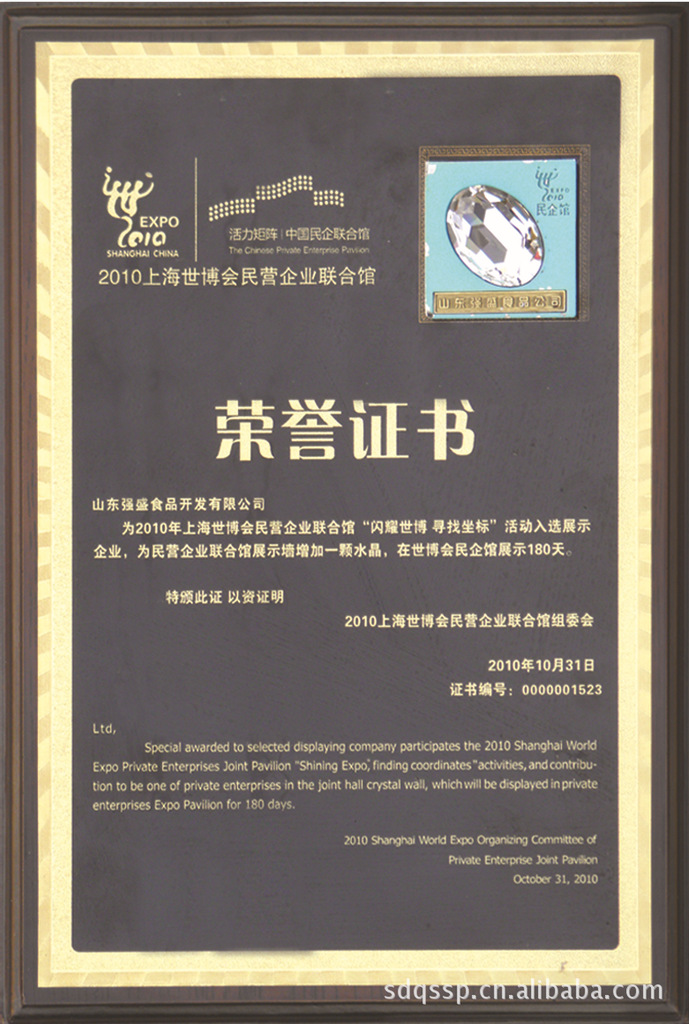 EXPO
2010
SHANGHAI CHINA
活力矩阵|中国民企联合馆
The Chinese Private Enterprise Pavilion
2010上海世博会民营企业联合馆
EXPO
2010
民企馆
山东强盛食品公司
荣誉证书
山东强盛食品开发有限公司
为2010年上海世博会民营企业联合馆“闪耀世博 寻找坐标”活动入选展示
企业，为民营企业联合馆展示墙增加一颗水晶，在世博会民企馆展示180天。
特颁此证 以资证明
2010上海世博会民营企业联合馆组委会
2010年10月31日
证书编号：0000001523
Ltd,
Special awarded to selected displaying company participates the 2010 Shanghai World
Expo Private Enterprises Joint Pavilion "Shining Expo, finding coordinates" activities, and contribu-
tion to be one of private enterprises in the joint hall crystal wall, which will be displayed in private
enterprises Expo Pavilion for 180 days.
2010 Shanghai World Expo Organizing Committee of
Private Enterprise Joint Pavilion
October 31, 2010
sdqssp.cn.alibaba.com